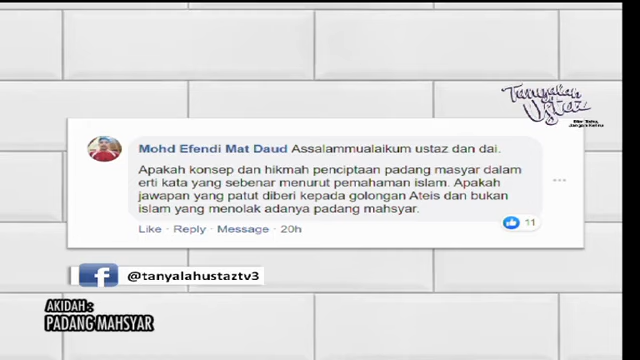 Tanyalah
Ustaz
Mohd Efendi Mat Daud Assalammualaikum ustaz dan dai.
Apakah konsep dan hikmah penciptaan padang masyar dalam
erti kata yang sebenar menurut pemahaman islam. Apakah
jawapan yang patut diberi kepada golongan Ateis dan bukan
islam yang menolak adanya padang mahsyar.
11
Like · Reply · Message · 20h
f @tanyalahustaztv3
AKIDAH :
PADANG MAHSYAR